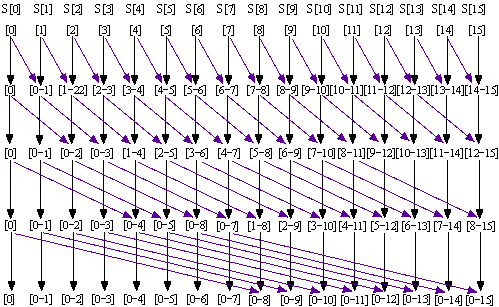 S[0] S[1] S[2] S[3] S[4] S[5] S[6] S[7] S[8] S[9] S[10] S[11] S[12] S[13] S[14] S[15]
[0] [1] [2] [3] [4] [5] [6] [7] [8] [9] [10] [11] [12] [13] [14] [15]
[0] [0-1] [1-22] [2-3] [3-4] [4-5] [5-6] [6-7] [7-8] [8-9] [9-10] [10-11] [11-12] [12-13] [13-14] [14-15]
[0] [0-1] [0-2] [0-3] [1-4] [2-5] [3-6] [4-7] [5-8] [6-9] [7-10] [8-11] [9-12] [10-13] [11-14] [12-15]
[0] [0-1] [0-2] [0-3] [0-4] [0-5] [0-8] [0-7] [1-8] [2-9] [3-10] [4-11] [5-12] [6-13] [7-14] [8-15]
[0] [0-1] [0-2] [0-3] [0-4] [0-5] [0-6] [0-7] [0-8] [0-9] [0-10] [0-11] [0-12] [0-13] [0-14] [0-15]